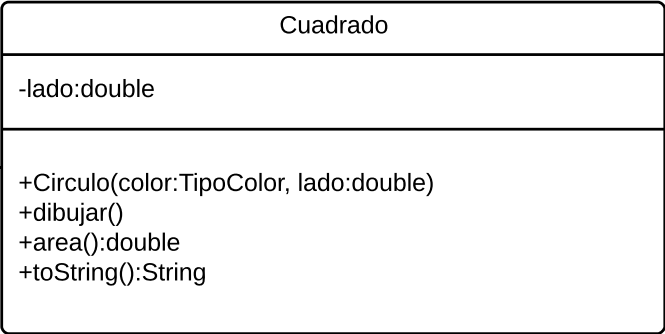 Cuadrado
-lado:double
+Circulo(color:TipoColor, lado:double)
+dibujar()
+area():double
+toString():String